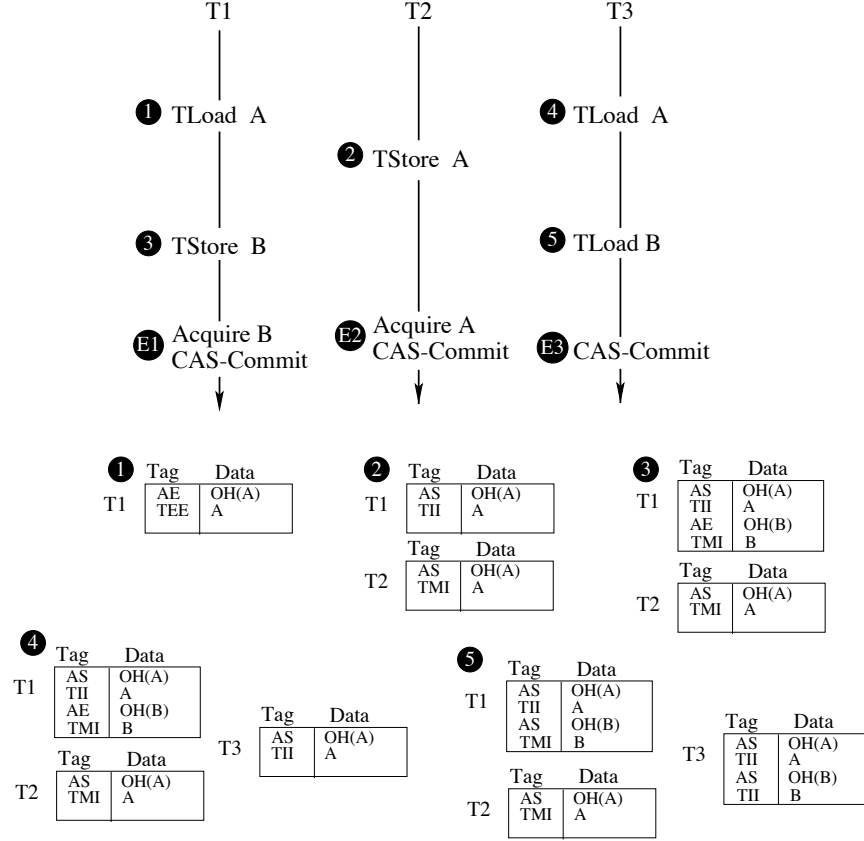 T1 T2 T3
1 TLoad A
4 TLoad A
2 TStore A
3 TStore B
5 TLoad B
E1 Acquire B
CAS-Commit
E2 Acquire A
CAS-Commit
E3 CAS-Commit
1 Tag Data
T1 AE OH(A)
TEE A
2 Tag Data
T1 AS OH(A)
TII A
Tag Data
T2 AS OH(A)
TMI A
3 Tag Data
T1 AS OH(A)
TII A
AE OH(B)
TMI B
Tag Data
T2 AS OH(A)
TMI A
4 Tag Data
T1 AS OH(A)
TII A
AE OH(B)
TMI B
Tag Data
T2 AS OH(A)
TMI A
Tag Data
T3 AS OH(A)
TII A
5 Tag Data
T1 AS OH(A)
TII A
AS OH(B)
TMI B
Tag Data
T2 AS OH(A)
TMI A
Tag Data
T3 AS OH(A)
TII A
AS OH(B)
TII B